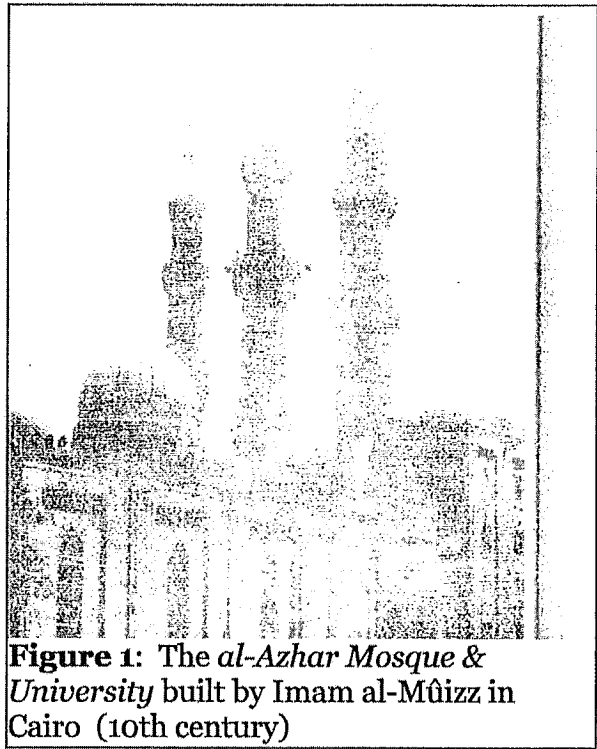 Figure 1: The al-Azhar Mosque &
University built by Imam al-Mûizz in
Cairo (10th century)